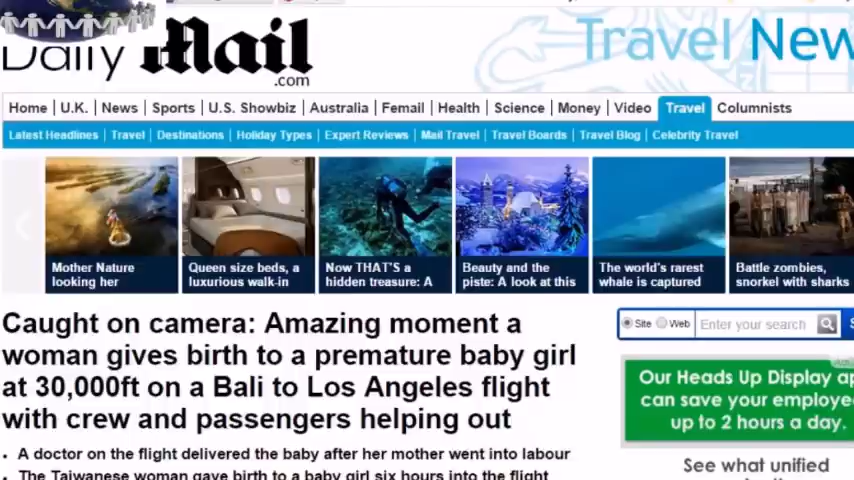 Daily Mail
.com
Travel New
Home U.K. News Sports U.S. Showbiz Australia Femail Health Science Money Video Travel Columnists
Latest Headlines Travel Destinations Holiday Types Expert Reviews Mail Travel Travel Boards Travel Blog Celebrity Travel
Mother Nature
looking her
Queen size beds, a
luxurious walk-in
Now THAT'S a
hidden treasure: A
Beauty and the
piste: A look at this
The world's rarest
whale is captured
Battle zombies,
snorkel with sharks
Caught on camera: Amazing moment a
woman gives birth to a premature baby girl
at 30,000ft on a Bali to Los Angeles flight
with crew and passengers helping out
• A doctor on the flight delivered the baby after her mother went into labour
• The Taiwanese woman gave birth to a baby girl six hours into the flight
Site Web Enter your search
Our Heads Up Display ap
can save your employe
up to 2 hours a day.
See what unified